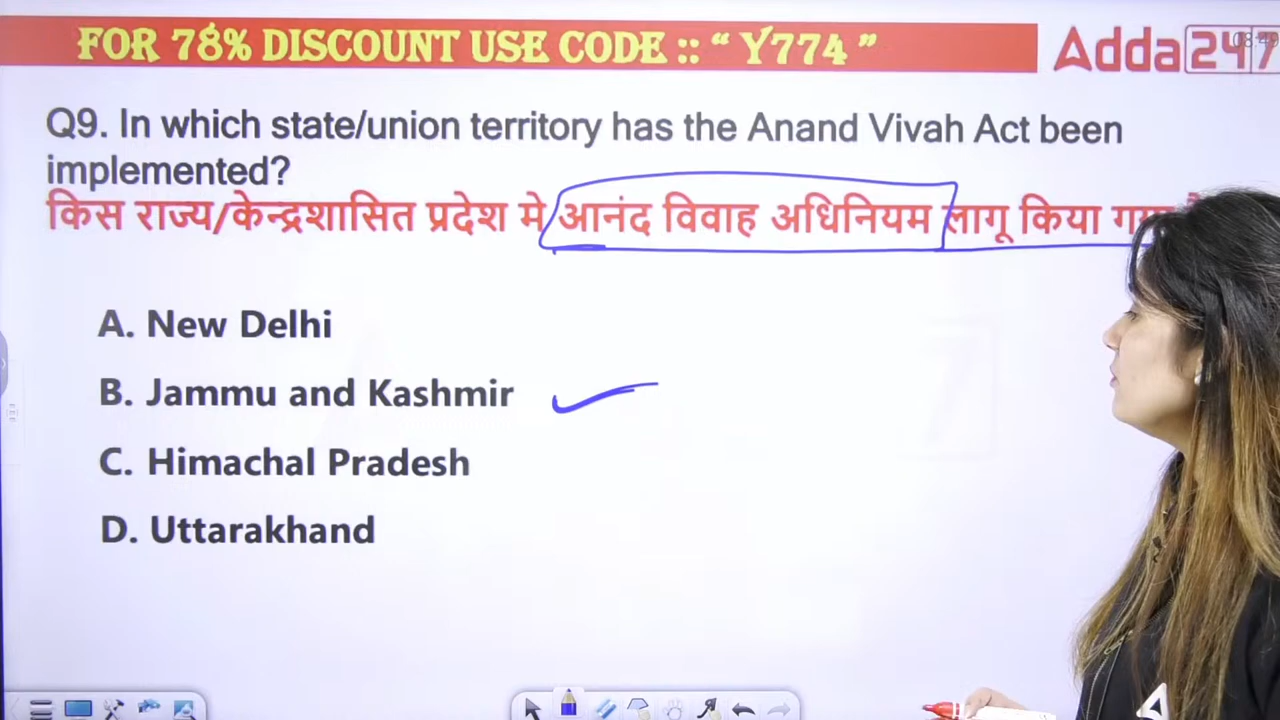 FOR 78% DISCOUNT USE CODE :: “ Y774 ”
Adda247
Q9. In which state/union territory has the Anand Vivah Act been
implemented?
किस राज्य/केन्द्रशासित प्रदेश मे आनंद विवाह अधिनियम लागू किया
A. New Delhi
B. Jammu and Kashmir
C. Himachal Pradesh
D. Uttarakhand